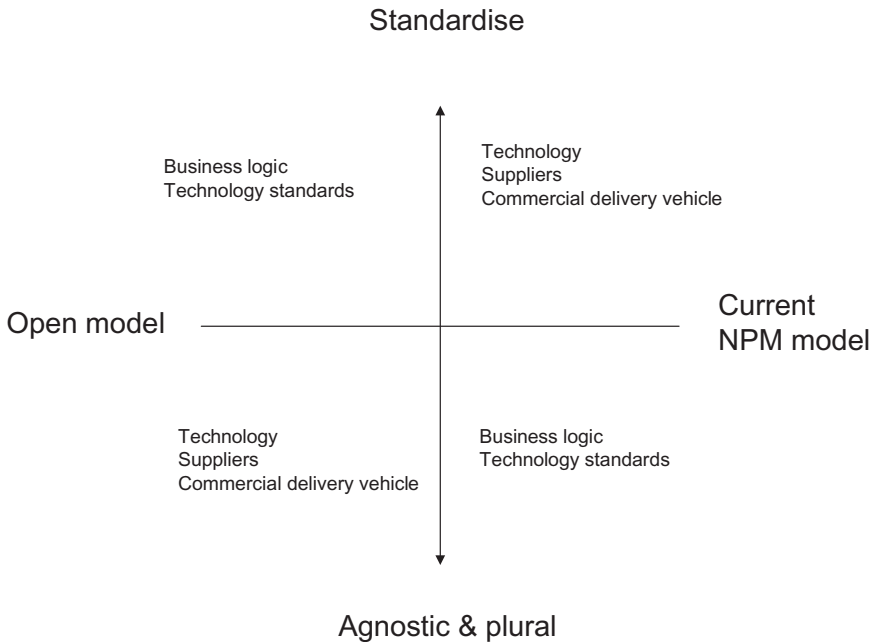 Standardise
Business logic
Technology standards
Technology
Suppliers
Commercial delivery vehicle
Open model
Current
NPM model
Technology
Suppliers
Commercial delivery vehicle
Business logic
Technology standards
Agnostic & plural